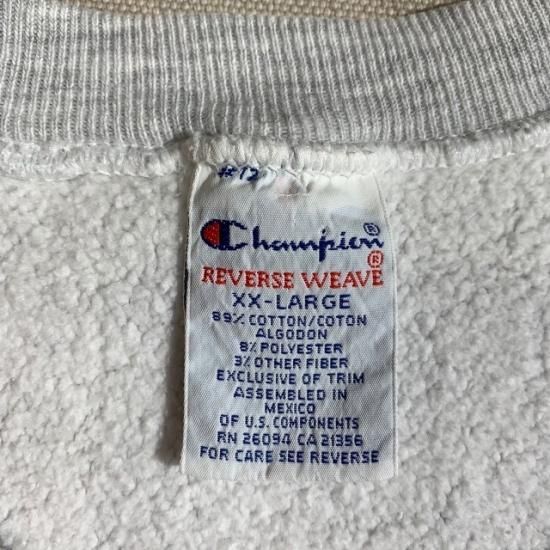 #12
Champion®
REVERSE WEAVE®
XX-LARGE
89% COTTON/COTON
ALGODON
8% POLYESTER
3% OTHER FIBER
EXCLUSIVE OF TRIM
ASSEMBLED IN
MEXICO
OF U.S. COMPONENTS
RN 26094 CA 21356
FOR CARE SEE REVERSE